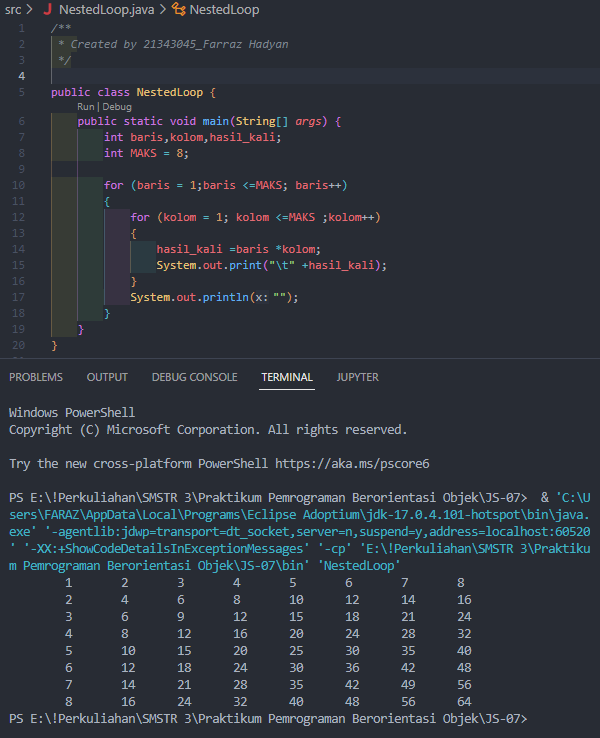 src > J NestedLoop.java > NestedLoop
1 /**
2 * Created by 21343045_Farraz Hadyan
3 */
4
5 public class NestedLoop {
Run | Debug
6 public static void main(String[] args) {
7 int baris,kolom,hasil_kali;
8 int MAKS = 8;
9
10 for (baris = 1;baris <=MAKS; baris++)
11 {
12 for (kolom = 1; kolom <=MAKS ;kolom++)
13 {
14 hasil_kali =baris *kolom;
15 System.out.print("\t" +hasil_kali);
16 }
17 System.out.println(x: "");
18 }
19 }
20 }
PROBLEMS OUTPUT DEBUG CONSOLE TERMINAL JUPYTER
Windows PowerShell
Copyright (C) Microsoft Corporation. All rights reserved.
Try the new cross-platform PowerShell https://aka.ms/pscore6
PS E:\!Perkuliahan\SMSTR 3\Praktikum Pemrograman Berorientasi Objek\JS-07> & 'C:\U
sers\FARAZ\AppData\Local\Programs\Eclipse Adoptium\jdk-17.0.4.101-hotspot\bin\java.
exe' '-agentlib:jdwp=transport=dt_socket,server=n,suspend=y,address=localhost:60520
' '-XX:+ShowCodeDetailsInExceptionMessages' '-cp' 'E:\!Perkuliahan\SMSTR 3\Praktiku
m Pemrograman Berorientasi Objek\JS-07\bin' 'NestedLoop'
1 2 3 4 5 6 7 8
2 4 6 8 10 12 14 16
3 6 9 12 15 18 21 24
4 8 12 16 20 24 28 32
5 10 15 20 25 30 35 40
6 12 18 24 30 36 42 48
7 14 21 28 35 42 49 56
8 16 24 32 40 48 56 64
PS E:\!Perkuliahan\SMSTR 3\Praktikum Pemrograman Berorientasi Objek\JS-07>